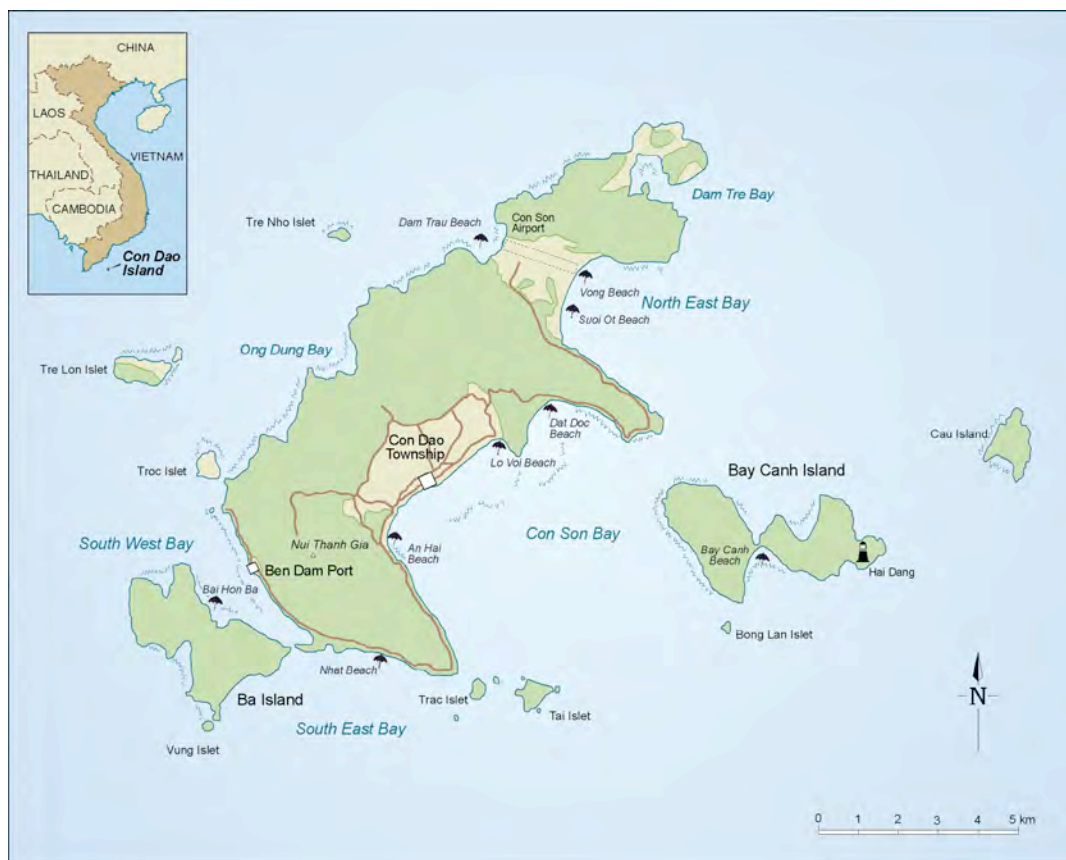 CHINA
LAOS
VIETNAM
THAILAND
CAMBODIA
Con Dao
Island
Dam Tre Bay
Tre Nho Islet
Dam Trau Beach
Con Son
Airport
Vong Beach
North East Bay
Suoi Ot Beach
Ong Dung Bay
Tre Lon Islet
Dat Doc
Beach
Con Dao
Township
Lo Voi Beach
Cau Island
Troc Islet
Bay Canh Island
Con Son Bay
South West Bay
Nui Thanh Gia
An Hai
Beach
Bay Canh
Beach
Hai Dang
Ben Dam Port
Bai Hon Ba
Bong Lan Islet
Nhat Beach
Ba Island
Trac Islet
Tai Islet
South East Bay
Vung Islet
N
0 1 2 3 4 5 km